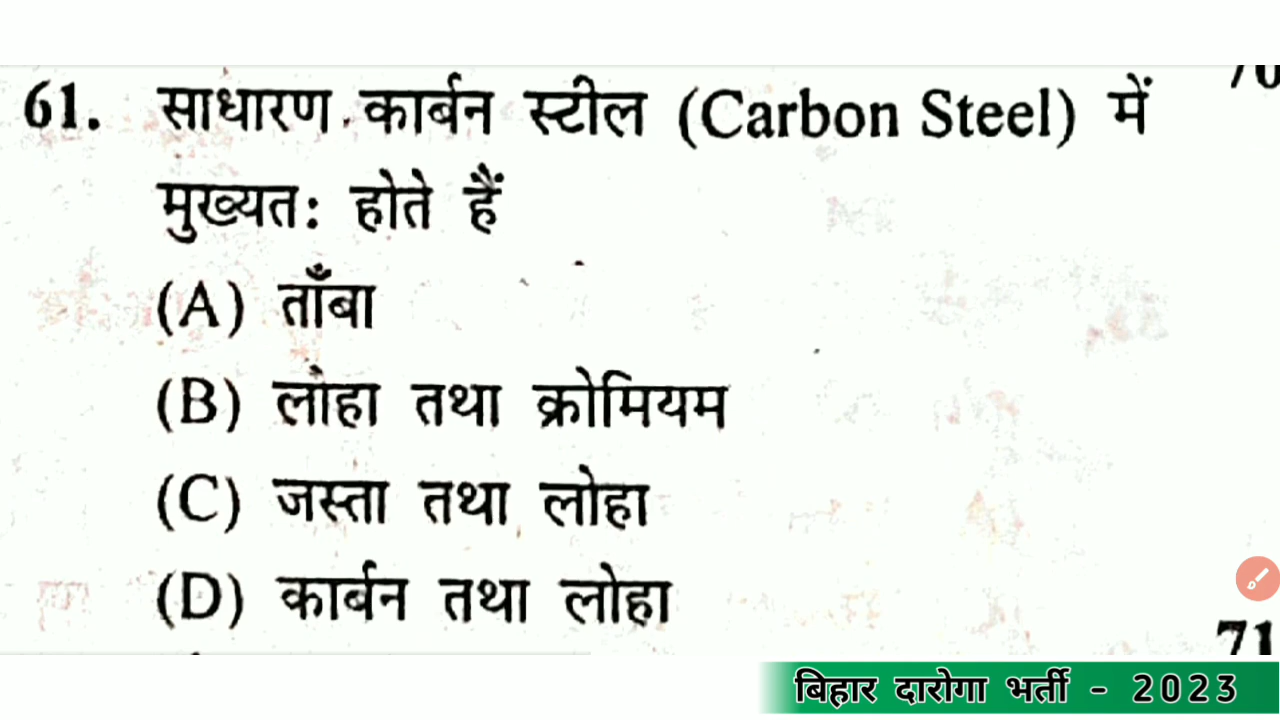 61. साधारण कार्बन स्टील (Carbon Steel) में
मुख्यतः होते हैं
(A) ताँबा
(B) लोहा तथा क्रोमियम
(C) जस्ता तथा लोहा
(D) कार्बन तथा लोहा
71
बिहार दारोगा भर्ती - 2023